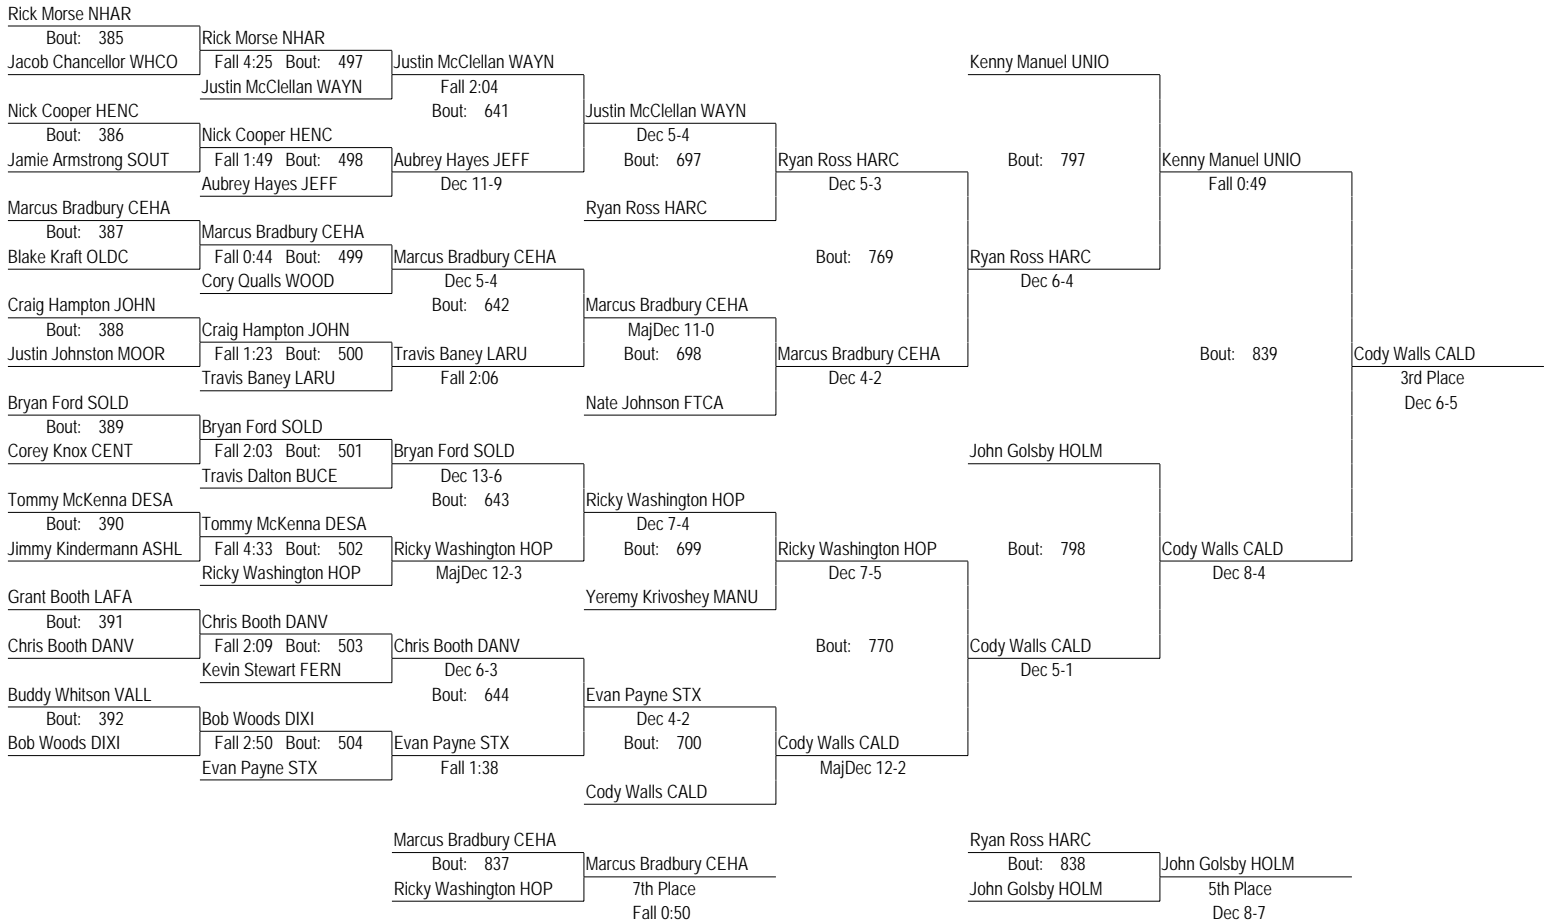 Rick Morse NHAR
Bout: 385 Rick Morse NHAR
Jacob Chancellor WHCO Fall 4:25 Bout: 497 Justin McClellan WAYN Kenny Manuel UNIO
Justin McClellan WAYN Fall 2:04
Nick Cooper HENC Bout: 641 Justin McClellan WAYN
Bout: 386 Nick Cooper HENC Dec 5-4
Jamie Armstrong SOUT Fall 1:49 Bout: 498 Aubrey Hayes JEFF Bout: 697 Ryan Ross HARC Bout: 797 Kenny Manuel UNIO
Aubrey Hayes JEFF Dec 11-9 Dec 5-3 Fall 0:49
Marcus Bradbury CEHA Ryan Ross HARC
Bout: 387 Marcus Bradbury CEHA
Blake Kraft OLDC Fall 0:44 Bout: 499 Marcus Bradbury CEHA Bout: 769 Ryan Ross HARC
Cory Qualls WOOD Dec 5-4 Dec 6-4
Craig Hampton JOHN Bout: 642 Marcus Bradbury CEHA
Bout: 388 Craig Hampton JOHN MajDec 11-0
Justin Johnston MOOR Fall 1:23 Bout: 500 Travis Baney LARU Bout: 698 Marcus Bradbury CEHA Bout: 839 Cody Walls CALD
Travis Baney LARU Fall 2:06 Dec 4-2 3rd Place
Bryan Ford SOLD Nate Johnson FTCA Dec 6-5
Bout: 389 Bryan Ford SOLD
Corey Knox CENT Fall 2:03 Bout: 501 Bryan Ford SOLD John Golsby HOLM
Travis Dalton BUCE Dec 13-6
Tommy McKenna DESA Bout: 643 Ricky Washington HOP
Bout: 390 Tommy McKenna DESA Dec 7-4
Jimmy Kindermann ASHL Fall 4:33 Bout: 502 Ricky Washington HOP Bout: 699 Ricky Washington HOP Bout: 798 Cody Walls CALD
Ricky Washington HOP MajDec 12-3 Dec 7-5 Dec 8-4
Grant Booth LAFA Yeremy Krivoshey MANU
Bout: 391 Chris Booth DANV
Chris Booth DANV Fall 2:09 Bout: 503 Chris Booth DANV Bout: 770 Cody Walls CALD
Kevin Stewart FERN Dec 6-3 Dec 5-1
Buddy Whitson VALL Bout: 644 Evan Payne STX
Bout: 392 Bob Woods DIXI Dec 4-2
Bob Woods DIXI Fall 2:50 Bout: 504 Evan Payne STX Bout: 700 Cody Walls CALD
Evan Payne STX Fall 1:38 MajDec 12-2
Cody Walls CALD
Marcus Bradbury CEHA Ryan Ross HARC
Bout: 837 Marcus Bradbury CEHA Bout: 838 John Golsby HOLM
Ricky Washington HOP 7th Place John Golsby HOLM 5th Place
Fall 0:50 Dec 8-7